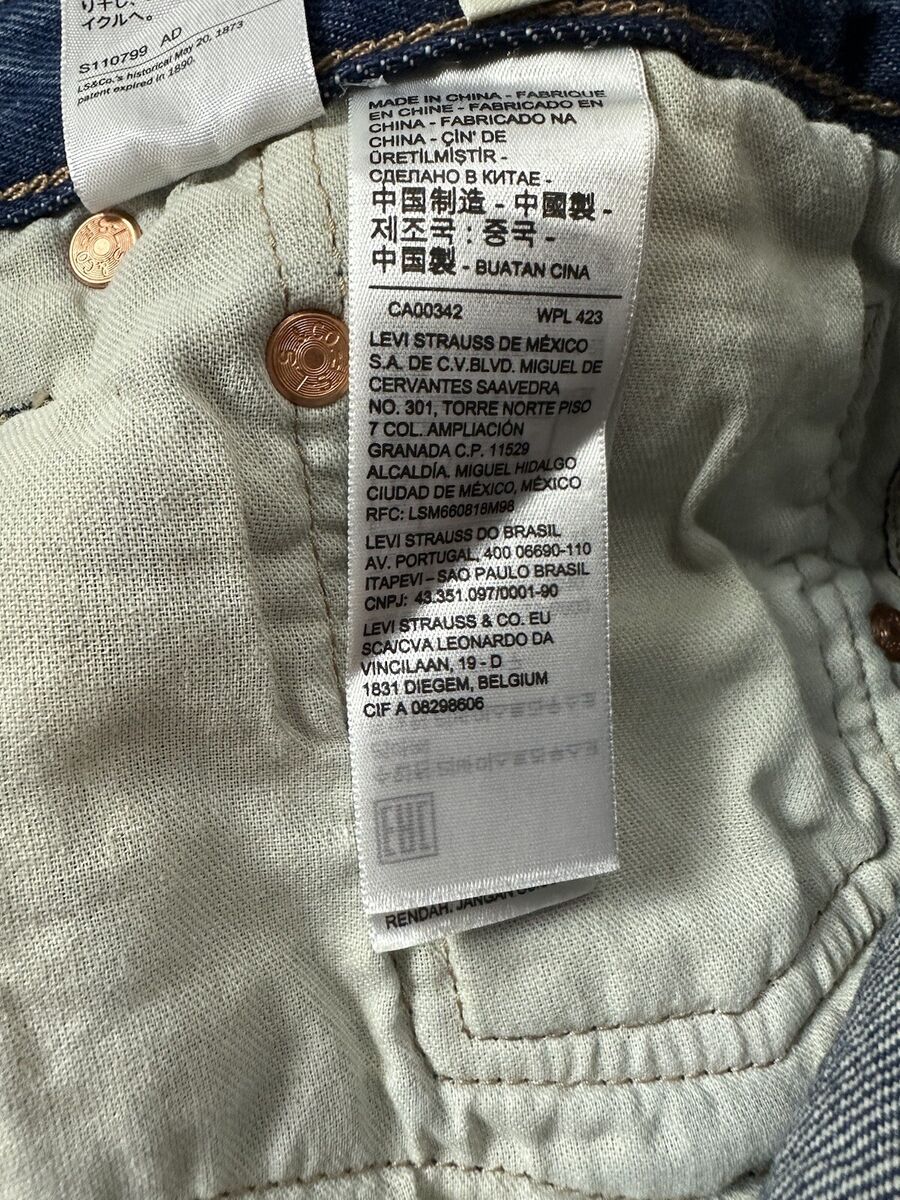 イクルへ。
S110799 AD
LS&Co.'s historical May 20, 1873
patent expired in 1890.
MADE IN CHINA - FABRIQUE
EN CHINE - FABRICADO EN
CHINA - FABRICADO NA
CHINA - ÇİN' DE
ÜRETİLMİŞTİR -
СДЕЛАНО В КИТАЕ -
中国制造 - 中國製 -
제조국 : 중국 -
中国製 - BUATAN CINA
CA00342 WPL 423
LEVI STRAUSS DE MÉXICO
S.A. DE C.V.BLVD. MIGUEL DE
CERVANTES SAAVEDRA
NO. 301, TORRE NORTE PISO
7 COL. AMPLIACIÓN
GRANADA C.P. 11529
ALCALDÍA, MIGUEL HIDALGO
CIUDAD DE MÉXICO, MÉXICO
RFC: LSM660818M98
LEVI STRAUSS DO BRASIL
AV. PORTUGAL, 400 06690-110
ITAPEVI – SAO PAULO BRASIL
CNPJ: 43.351.097/0001-90
LEVI STRAUSS & CO. EU
SCA/CVA LEONARDO DA
VINCILAAN, 19 - D
1831 DIEGEM, BELGIUM
CIF A 08298606
RENDAH. JANGAN